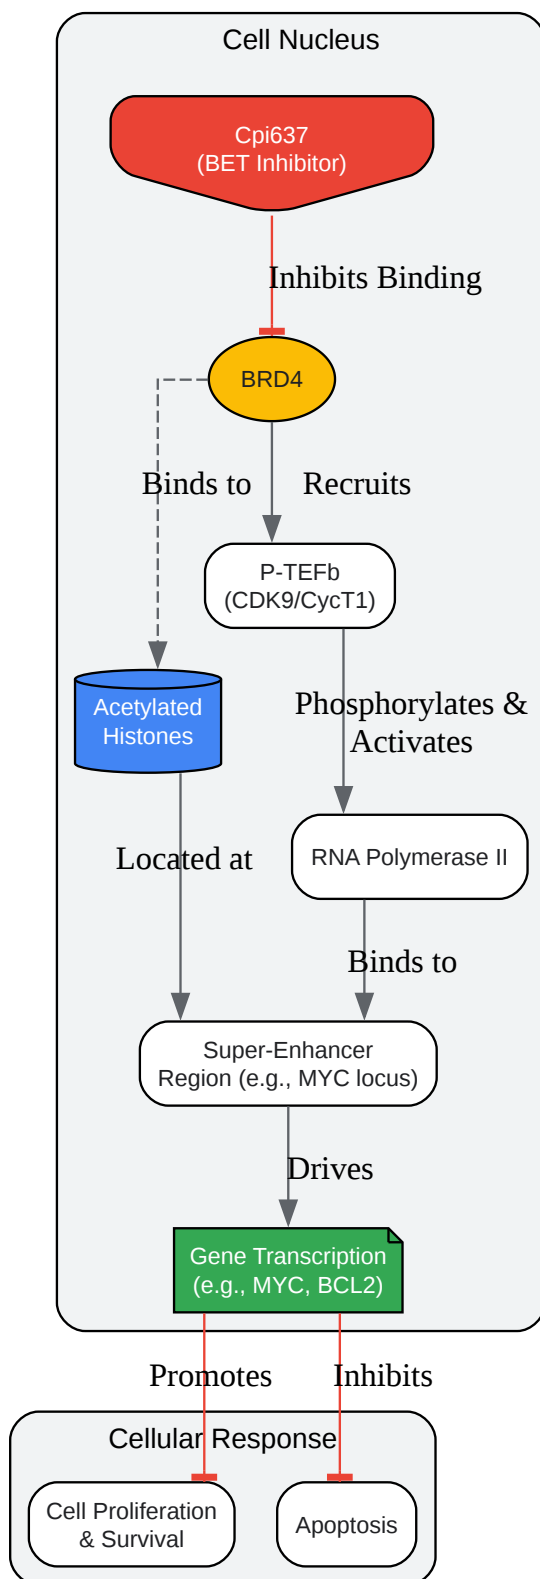 Cell Nucleus
Cpi637
(BET Inhibitor)
Inhibits Binding
BRD4
Binds to
Recruits
P-TEFb
(CDK9/CycT1)
Acetylated
Histones
Phosphorylates &
Activates
Located at
RNA Polymerase II
Binds to
Super-Enhancer
Region (e.g., MYC locus)
Drives
Gene Transcription
(e.g., MYC, BCL2)
Promotes
Inhibits
Cellular Response
Cell Proliferation
& Survival
Apoptosis